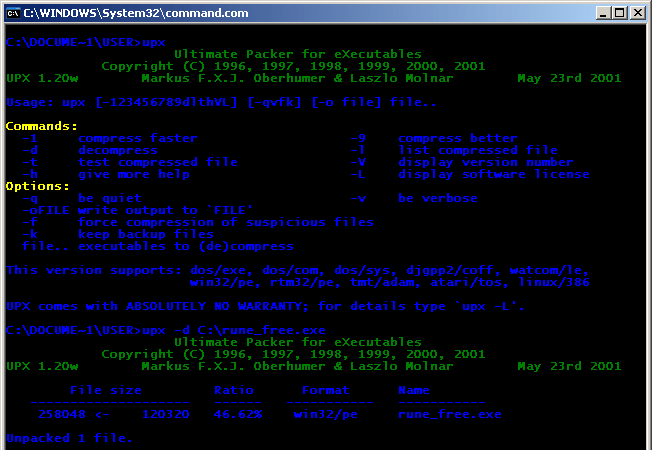 C:\WINDOWS\System32\command.com
C:\DOCUME~1\USER>upx
Ultimate Packer for eXecutables
Copyright (C) 1996, 1997, 1998, 1999, 2000, 2001
UPX 1.20w Markus F.X.J. Oberhumer & Laszlo Molnar May 23rd 2001
Usage: upx [-123456789dlthVL] [-qvfk] [-o file] file..
Commands:
-1 compress faster -9 compress better
-d decompress -l list compressed file
-t test compressed file -V display version number
-h give more help -L display software license
Options:
-q be quiet -v be verbose
-oFILE write output to `FILE'
-f force compression of suspicious files
-k keep backup files
file.. executables to (de)compress
This version supports: dos/exe, dos/com, dos/sys, djgpp2/coff, watcom/le,
win32/pe, rtm32/pe, tmt/adam, atari/tos, linux/386
UPX comes with ABSOLUTELY NO WARRANTY; for details type `upx -L'.
C:\DOCUME~1\USER>upx -d C:\rune_free.exe
Ultimate Packer for eXecutables
Copyright (C) 1996, 1997, 1998, 1999, 2000, 2001
UPX 1.20w Markus F.X.J. Oberhumer & Laszlo Molnar May 23rd 2001
File size Ratio Format Name
-------------------- ------ ----------- -----------
258048 <- 120320 46.62% win32/pe rune_free.exe
Unpacked 1 file.